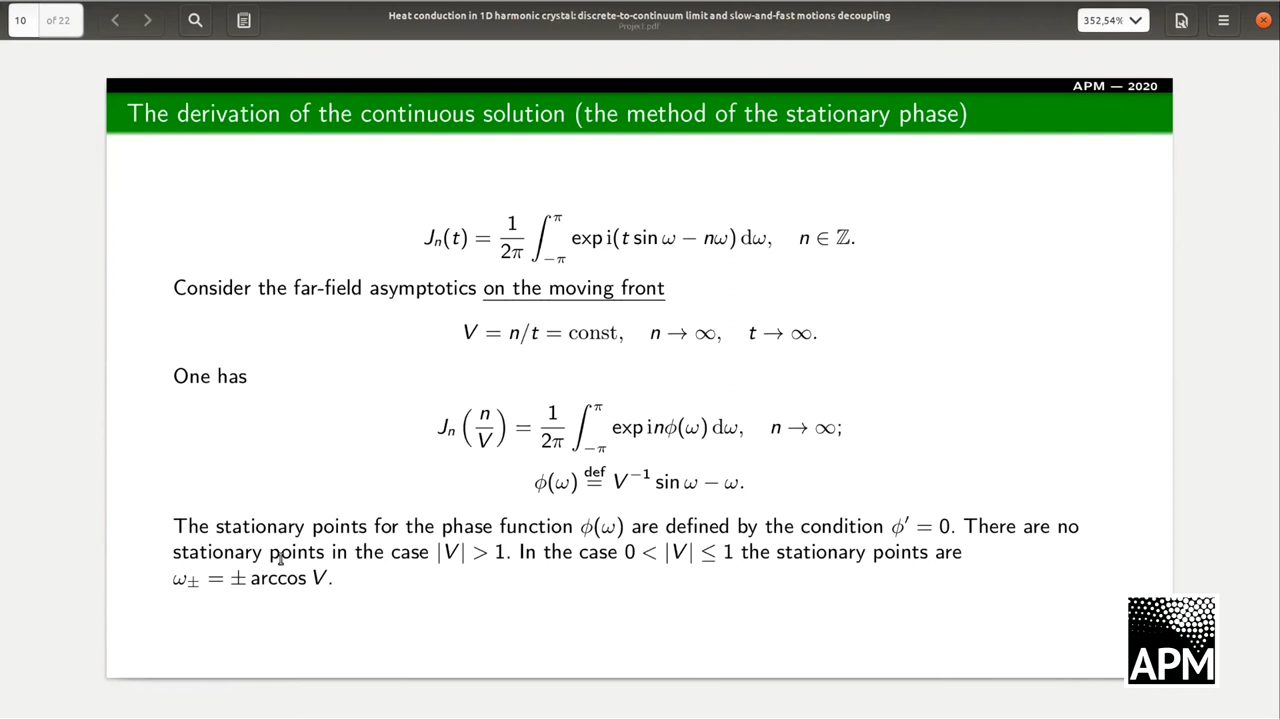 10 of 22
Heat conduction in 1D harmonic crystal: discrete-to-continuum limit and slow-and-fast motions decoupling
Project.pdf
352,54%
APM — 2020
The derivation of the continuous solution (the method of the stationary phase)
Jₙ(t) = 1/2π ∫_{−π}^{π} exp i(t sin ω − nω) dω, n ∈ ℤ.
Consider the far-field asymptotics on the moving front
V = n/t = const, n → ∞, t → ∞.
One has
Jₙ(n/V) = 1/2π ∫_{−π}^{π} exp inϕ(ω) dω, n → ∞;
ϕ(ω) ≝ V⁻¹ sin ω − ω.
The stationary points for the phase function ϕ(ω) are defined by the condition ϕ′ = 0. There are no
stationary points in the case |V| > 1. In the case 0 < |V| ≤ 1 the stationary points are
ω± = ± arccos V.
APM